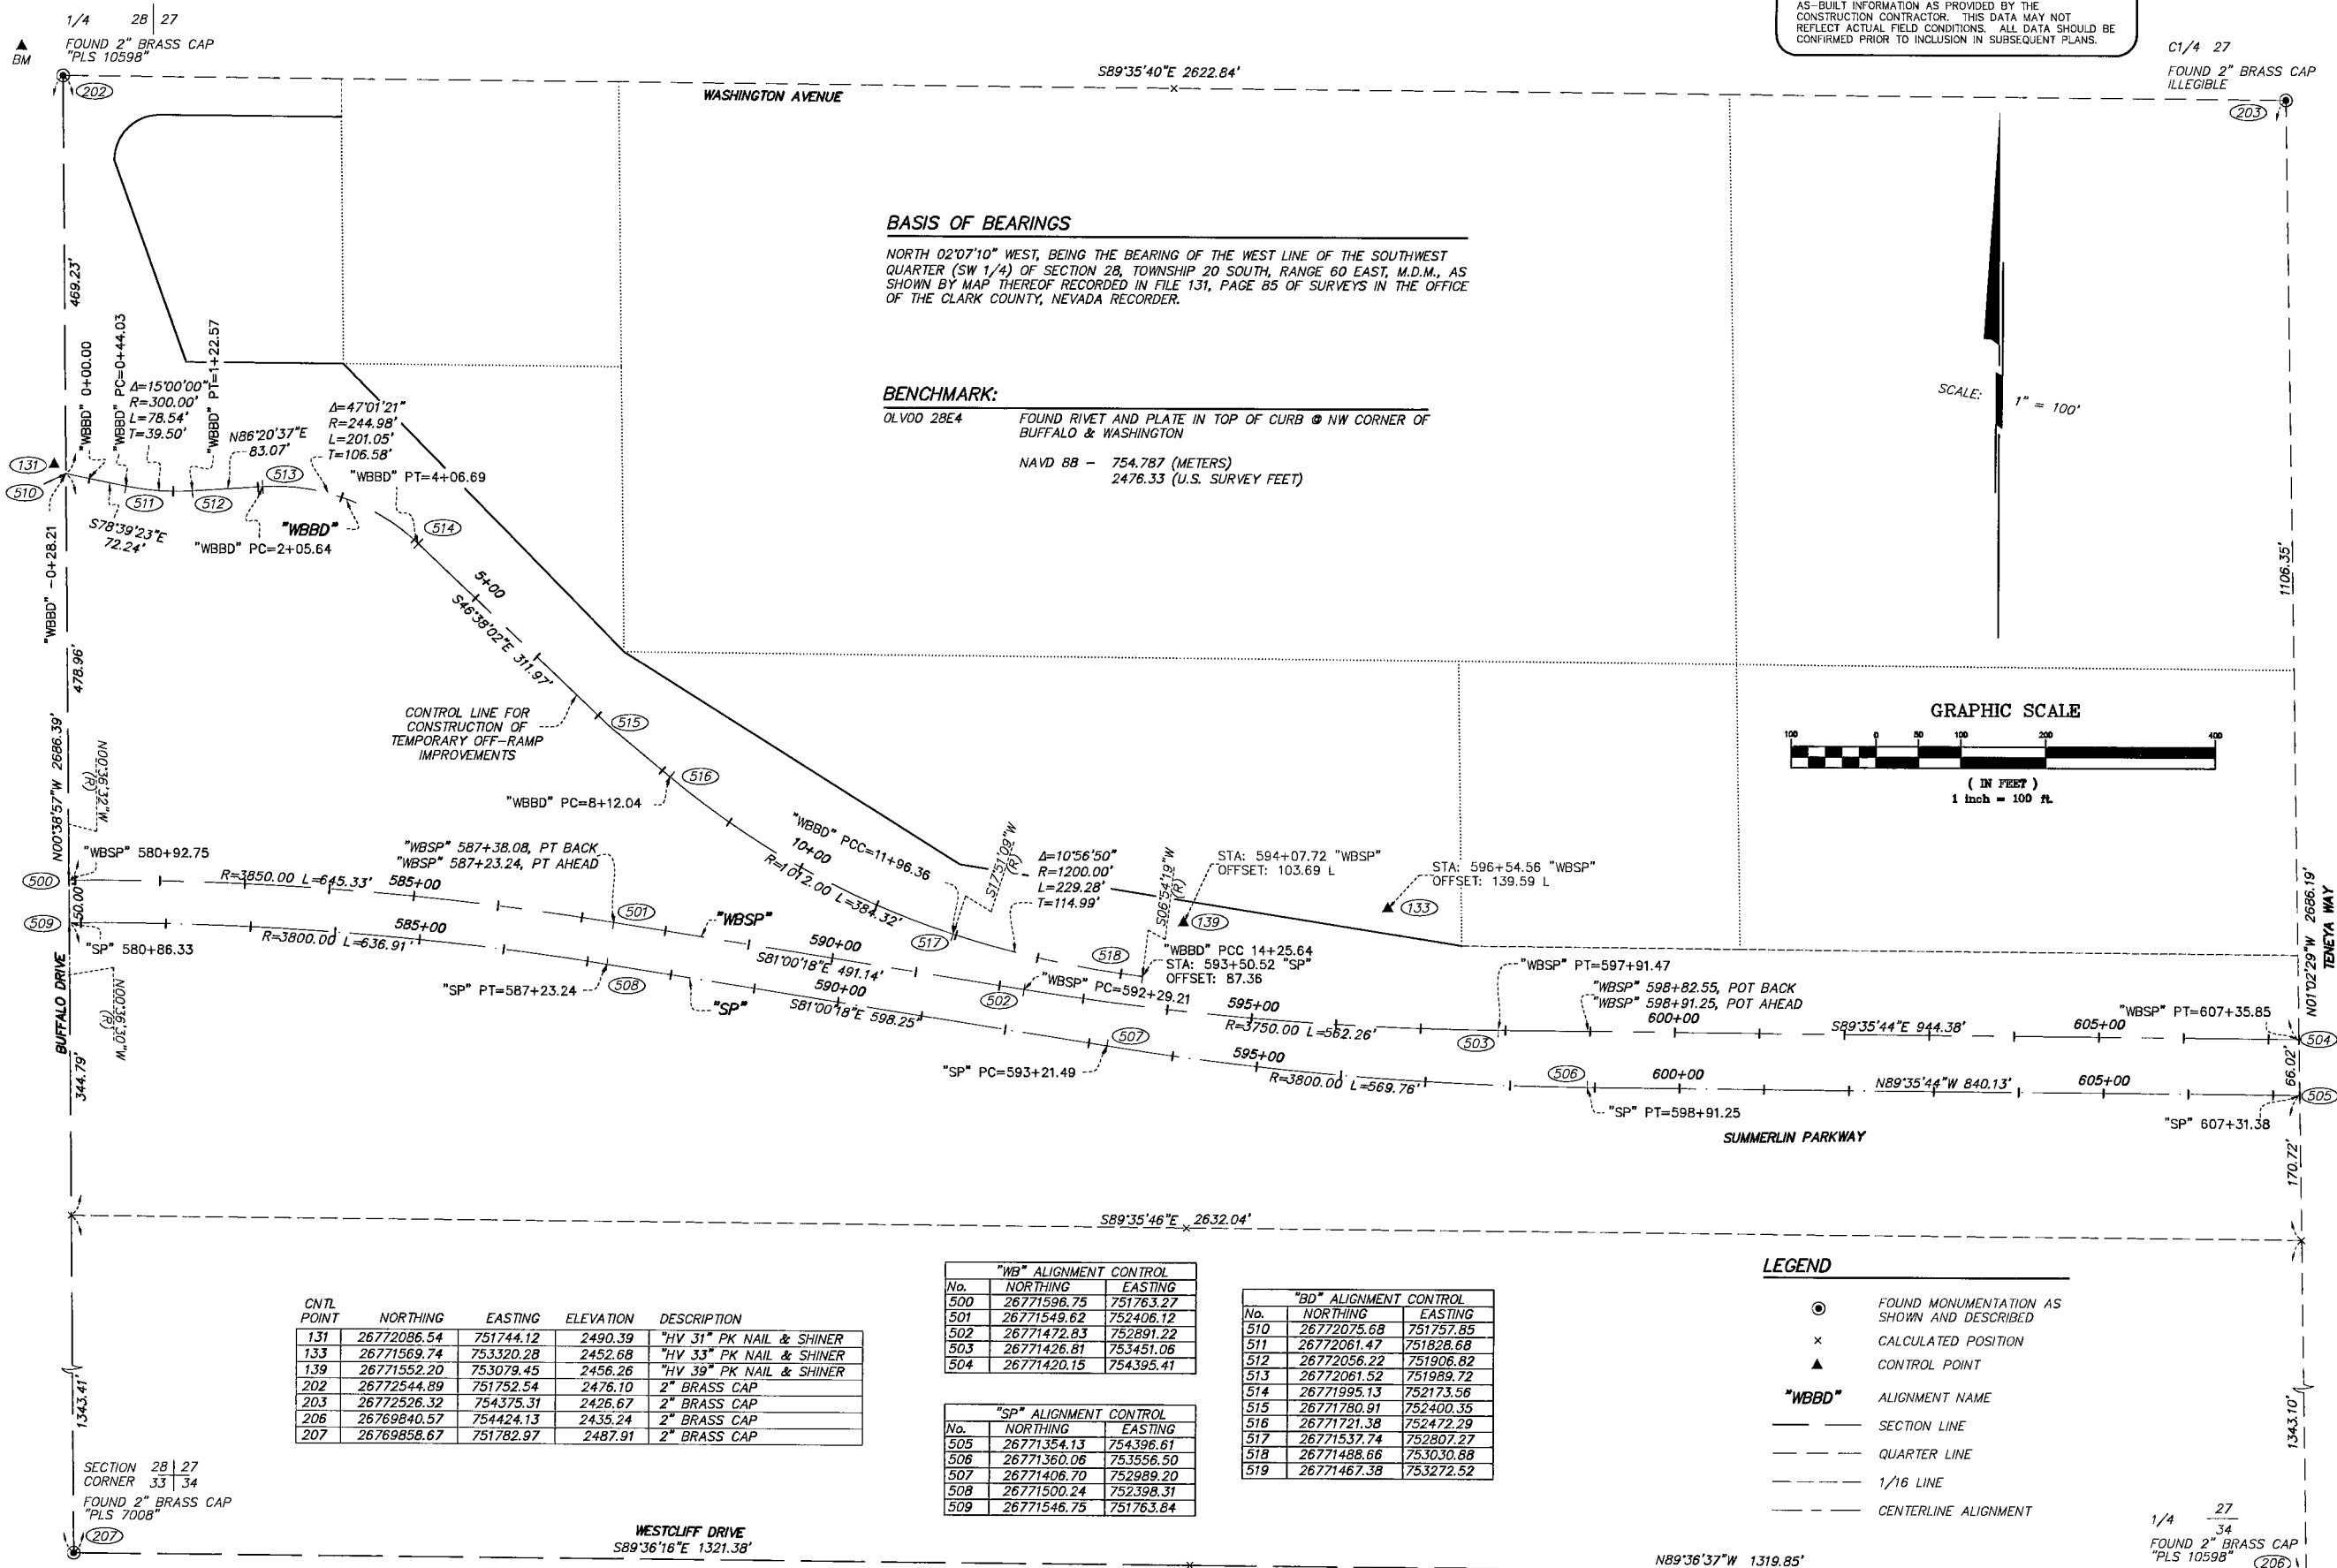 1/4 28 27
FOUND 2" BRASS CAP
"PLS 10598"
BM
202
AS-BUILT INFORMATION AS PROVIDED BY THE
CONSTRUCTION CONTRACTOR. THIS DATA MAY NOT
REFLECT ACTUAL FIELD CONDITIONS. ALL DATA SHOULD BE
CONFIRMED PRIOR TO INCLUSION IN SUBSEQUENT PLANS.
C1/4 27
FOUND 2" BRASS CAP
ILLEGIBLE
203
S89°35'40"E 2622.84'
WASHINGTON AVENUE
BASIS OF BEARINGS
NORTH 02°07'10" WEST, BEING THE BEARING OF THE WEST LINE OF THE SOUTHWEST
QUARTER (SW 1/4) OF SECTION 28, TOWNSHIP 20 SOUTH, RANGE 60 EAST, M.D.M., AS
SHOWN BY MAP THEREOF RECORDED IN FILE 131, PAGE 85 OF SURVEYS IN THE OFFICE
OF THE CLARK COUNTY, NEVADA RECORDER.
BENCHMARK:
OLV00 28E4 FOUND RIVET AND PLATE IN TOP OF CURB @ NW CORNER OF
BUFFALO & WASHINGTON
NAVD 88 - 754.787 (METERS)
2476.33 (U.S. SURVEY FEET)
SCALE: 1" = 100'
GRAPHIC SCALE
100 0 50 100 200 400
( IN FEET )
1 inch = 100 ft.
469.23'
"WBBD" 0+00.00
"WBBD" PC=0+44.03
Δ=15°00'00"
R=300.00'
L=78.54'
T=39.50'
"WBBD" PT=1+22.57
N86°20'37"E
83.07'
Δ=47°01'21"
R=244.98'
L=201.05'
T=106.58'
"WBBD" PT=4+06.69
131
510
511
512
513
514
S78°39'23"E
72.24'
"WBBD" PC=2+05.64
"WBBD"
"WBBD" -0+28.21
5+00
S46°38'02"E 311.97'
478.96'
CONTROL LINE FOR
CONSTRUCTION OF
TEMPORARY OFF-RAMP
IMPROVEMENTS
515
516
"WBBD" PC=8+12.04
N00°38'57"W 2686.39'
N00°36'32"W
(R)
"WBSP" 580+92.75
500
R=3850.00 L=645.33' 585+00
"WBSP" 587+38.08, PT BACK
"WBSP" 587+23.24, PT AHEAD
501
"WBSP"
10+00
R=1012.00 L=384.32'
"WBBD" PCC=11+96.36
S17°51'09"W
(R)
517
Δ=10°56'50"
R=1200.00'
L=229.28'
T=114.99'
S06°54'19"W
(R)
518
STA: 594+07.72 "WBSP"
OFFSET: 103.69 L
139
STA: 596+54.56 "WBSP"
OFFSET: 139.59 L
133
"WBBD" PCC 14+25.64
STA: 593+50.52 "SP"
OFFSET: 87.36
590+00
S81°00'18"E 491.14'
502
"WBSP" PC=592+29.21
595+00
R=3750.00 L=562.26'
"WBSP" PT=597+91.47
503
"WBSP" 598+82.55, POT BACK
"WBSP" 598+91.25, POT AHEAD
600+00
S89°35'44"E 944.38'
605+00
"WBSP" PT=607+35.85
504
1106.35'
N01°02'29"W 2686.19'
TENEYA WAY
50.00'
509
"SP" 580+86.33
R=3800.00 L=636.91'
585+00
BUFFALO DRIVE
N00°36'30"W
(R)
344.79'
"SP" PT=587+23.24
508
"SP"
590+00
S81°00'18"E 598.25'
507
"SP" PC=593+21.49
595+00
R=3800.00 L=569.76'
506
"SP" PT=598+91.25
600+00
N89°35'44"W 840.13'
605+00
66.02'
505
"SP" 607+31.38
SUMMERLIN PARKWAY
170.72'
S89°35'46"E 2632.04'
CNTL
POINT NORTHING EASTING ELEVATION DESCRIPTION
131 26772086.54 751744.12 2490.39 "HV 31" PK NAIL & SHINER
133 26771569.74 753320.28 2452.68 "HV 33" PK NAIL & SHINER
139 26771552.20 753079.45 2456.26 "HV 39" PK NAIL & SHINER
202 26772544.89 751752.54 2476.10 2" BRASS CAP
203 26772526.32 754375.31 2426.67 2" BRASS CAP
206 26769840.57 754424.13 2435.24 2" BRASS CAP
207 26769858.67 751782.97 2487.91 2" BRASS CAP
"WB" ALIGNMENT CONTROL
No. NORTHING EASTING
500 26771596.75 751763.27
501 26771549.62 752406.12
502 26771472.83 752891.22
503 26771426.81 753451.06
504 26771420.15 754395.41
"SP" ALIGNMENT CONTROL
No. NORTHING EASTING
505 26771354.13 754396.61
506 26771360.06 753556.50
507 26771406.70 752989.20
508 26771500.24 752398.31
509 26771546.75 751763.84
"BD" ALIGNMENT CONTROL
No. NORTHING EASTING
510 26772075.68 751757.85
511 26772061.47 751828.68
512 26772056.22 751906.82
513 26772061.52 751989.72
514 26771995.13 752173.56
515 26771780.91 752400.35
516 26771721.38 752472.29
517 26771537.74 752807.27
518 26771488.66 753030.88
519 26771467.38 753272.52
LEGEND
FOUND MONUMENTATION AS
SHOWN AND DESCRIBED
CALCULATED POSITION
CONTROL POINT
"WBBD" ALIGNMENT NAME
SECTION LINE
QUARTER LINE
1/16 LINE
CENTERLINE ALIGNMENT
1343.41'
1343.10'
SECTION 28 27
CORNER 33 34
FOUND 2" BRASS CAP
"PLS 7008"
207
WESTCLIFF DRIVE
S89°36'16"E 1321.38'
N89°36'37"W 1319.85'
1/4 27
34
FOUND 2" BRASS CAP
"PLS 10598"
206